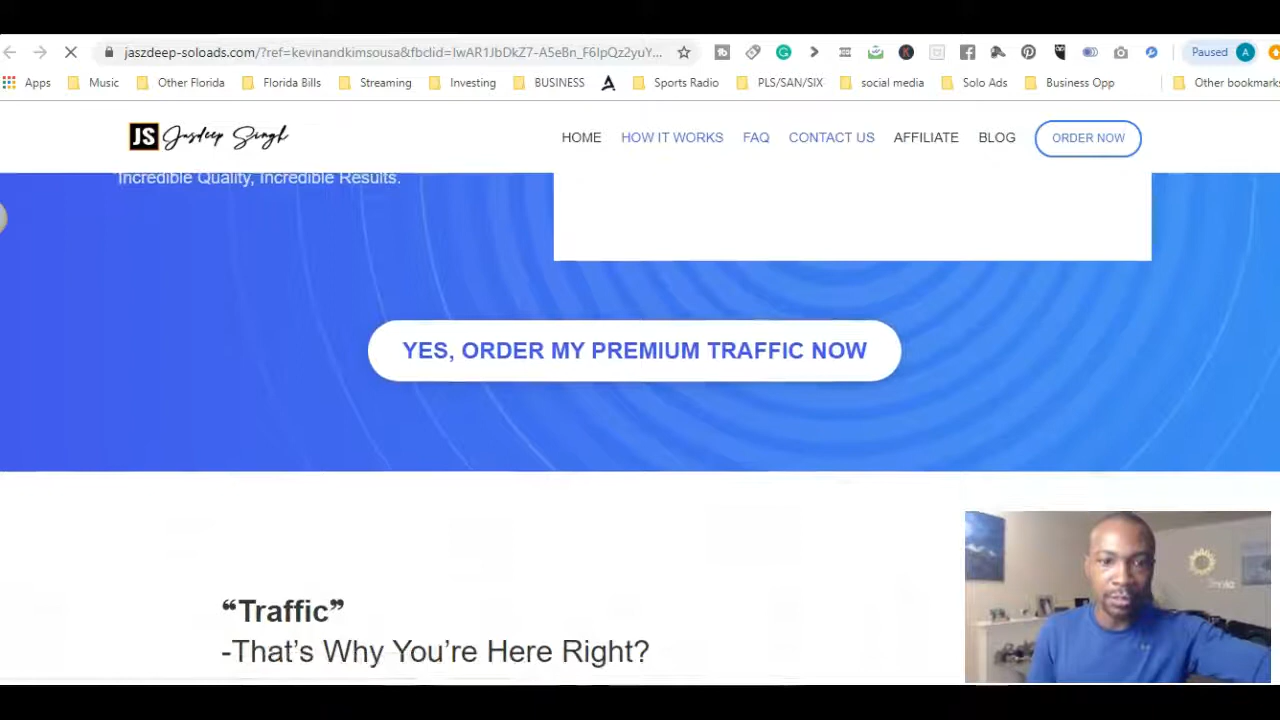 jaszdeep-soloads.com/?ref=kevinandkimsousa&fbclid=IwAR1JbDkZ7-A5eBn_F6IpQz2yuY...
Paused
A
Apps Music Other Florida Florida Bills Streaming Investing BUSINESS Sports Radio PLS/SAN/SIX social media Solo Ads Business Opp Other bookmarks
JS Jasdeep Singh
HOME HOW IT WORKS FAQ CONTACT US AFFILIATE BLOG ORDER NOW
Incredible Quality, Incredible Results.
YES, ORDER MY PREMIUM TRAFFIC NOW
“Traffic”
-That’s Why You’re Here Right?